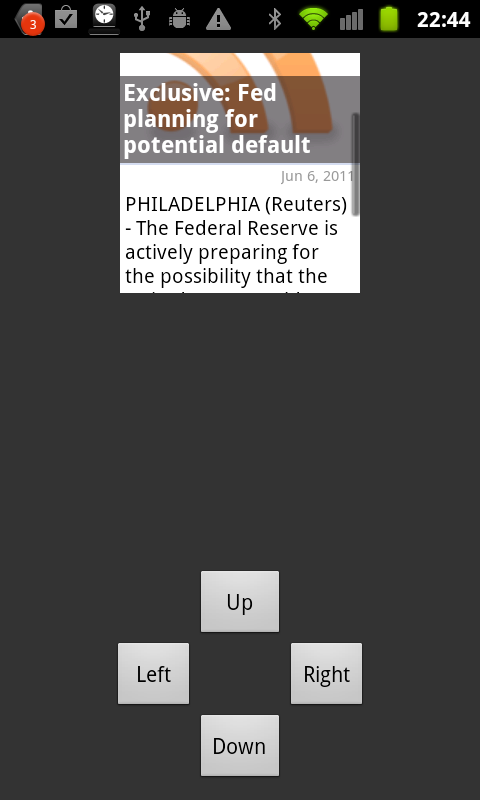 3
22:44
Exclusive: Fed
planning for
potential default
Jun 6, 2011
PHILADELPHIA (Reuters)
- The Federal Reserve is
actively preparing for
the possibility that the
Up
Left
Right
Down